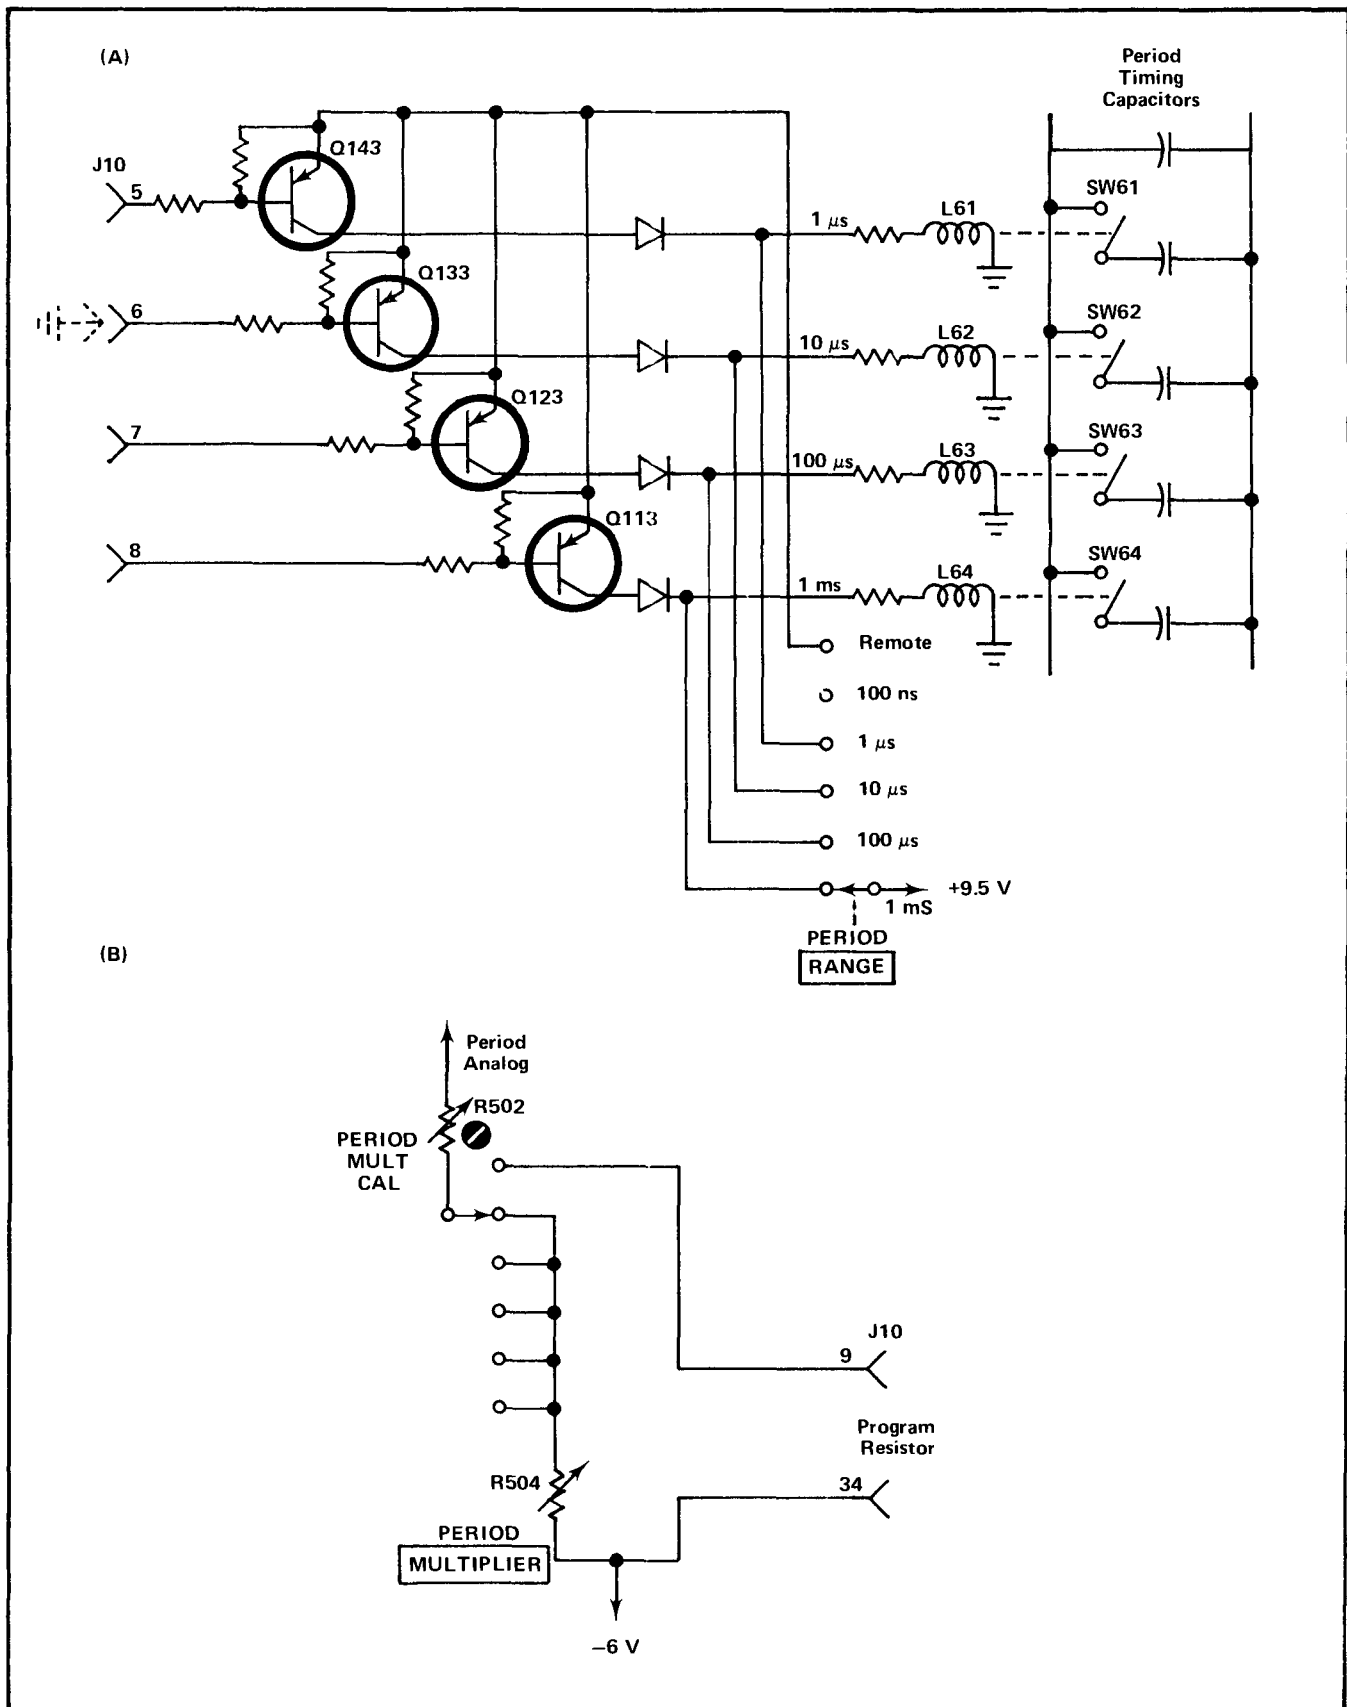 (A)
Period
Timing
Capacitors
Q143
J10
5
1 μs
L61
SW61
Q133
6
10 μs
L62
SW62
Q123
7
100 μs
L63
SW63
Q113
8
1 ms
L64
SW64
Remote
100 ns
1 μs
10 μs
100 μs
+9.5 V
1 mS
PERIOD
RANGE
(B)
Period
Analog
R502
PERIOD
MULT
CAL
J10
9
Program
Resistor
34
R504
PERIOD
MULTIPLIER
−6 V